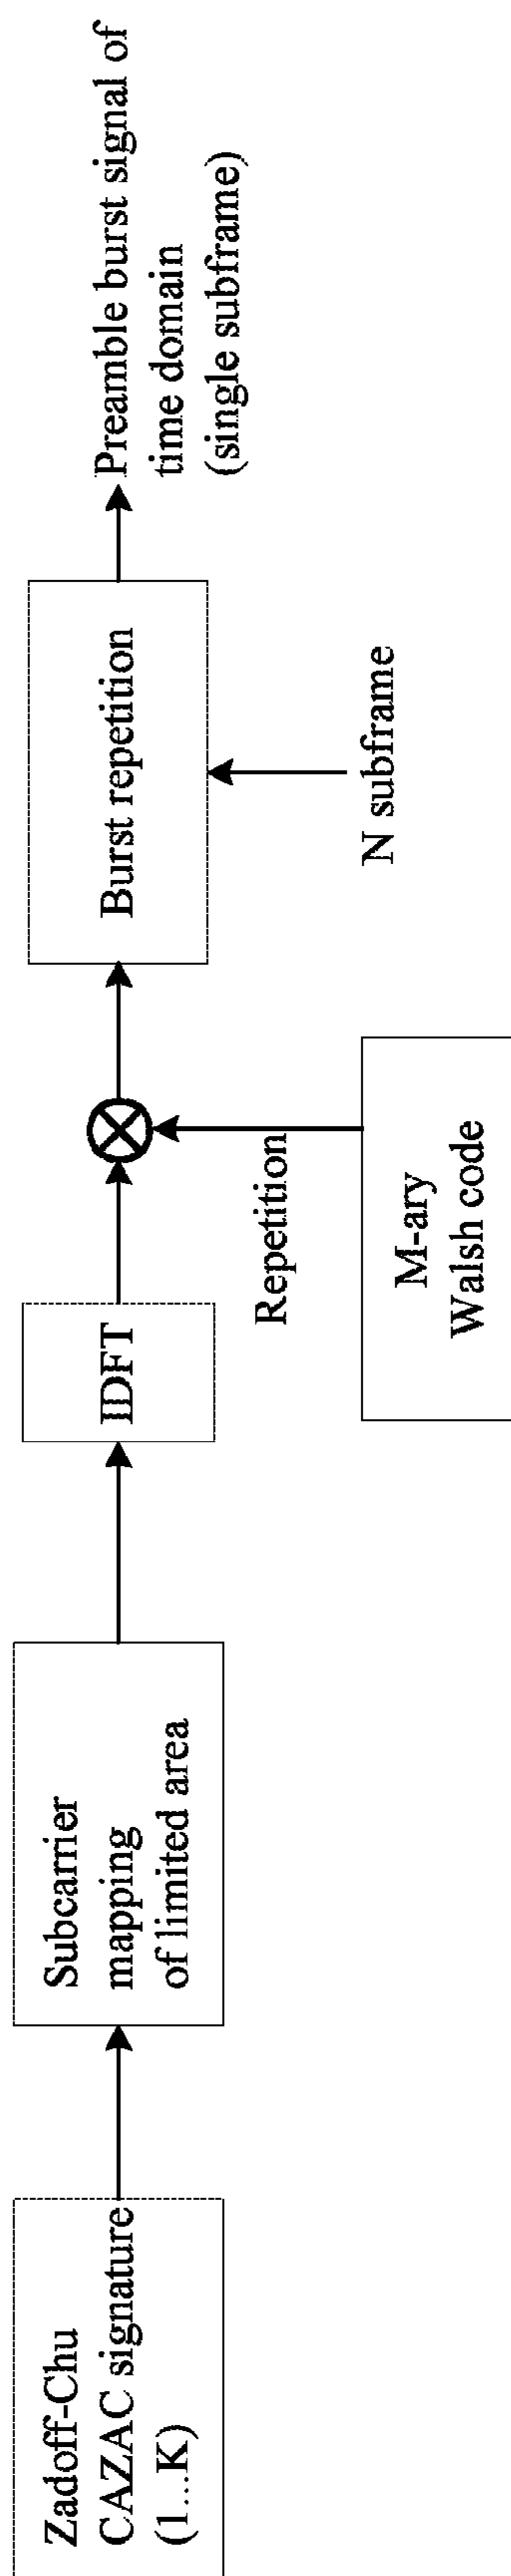 Zadoff-Chu
CAZAC signature
(1...K)
Subcarrier
mapping
of limited area
IDFT
Repetition
M-ary
Walsh code
Burst repetition
N subframe
Preamble burst signal of
time domain
(single subframe)